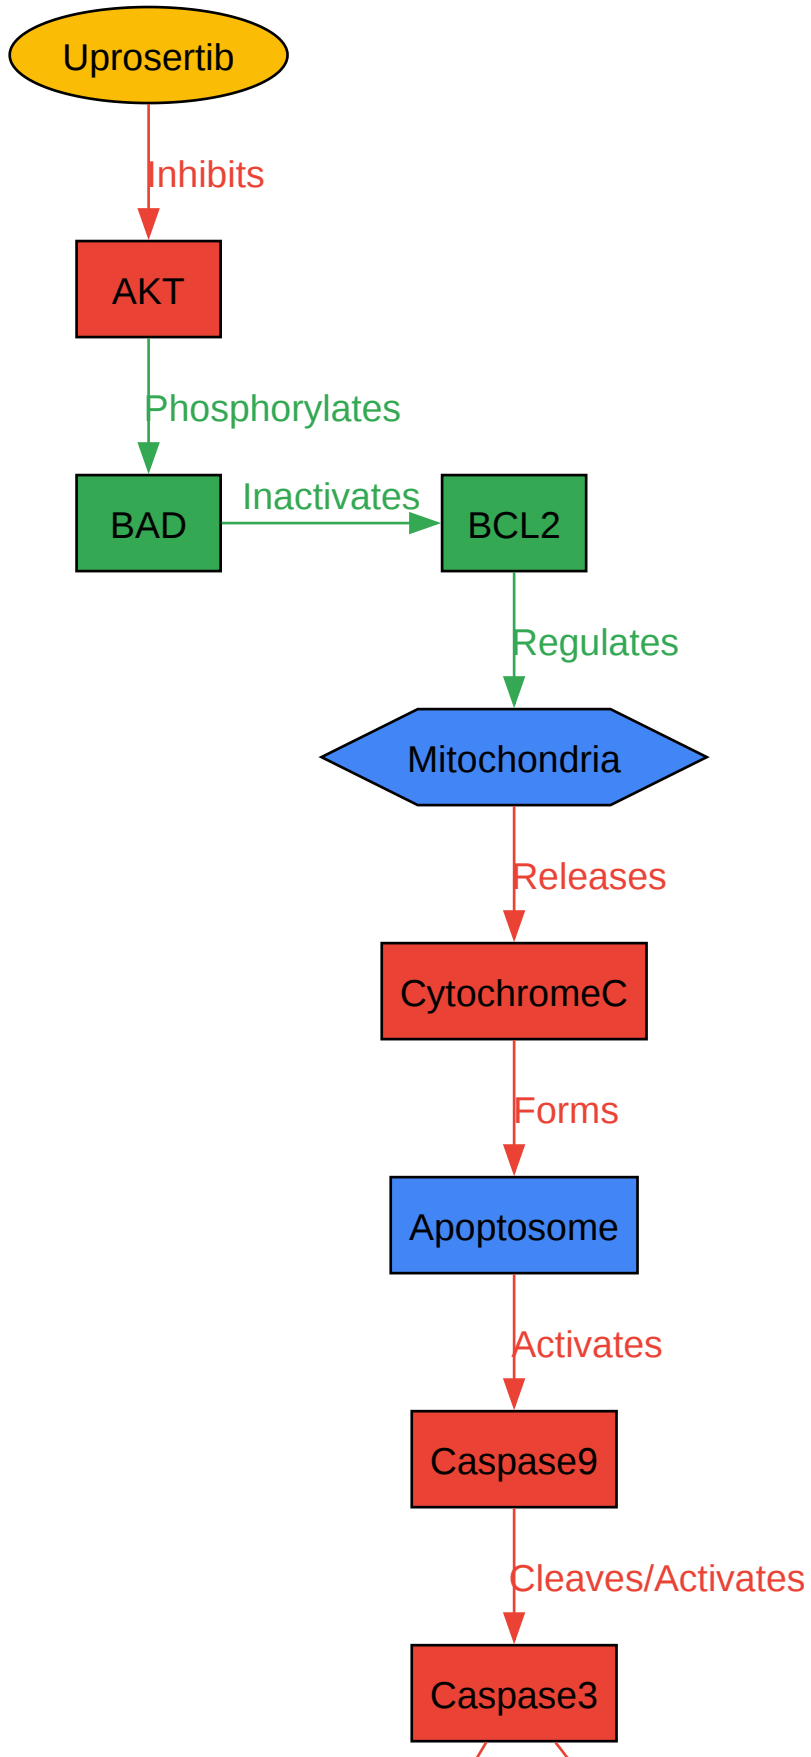 Uprosertib
Inhibits
AKT
Phosphorylates
BAD
Inactivates
BCL2
Regulates
Mitochondria
Releases
CytochromeC
Forms
Apoptosome
Activates
Caspase9
Cleaves/Activates
Caspase3